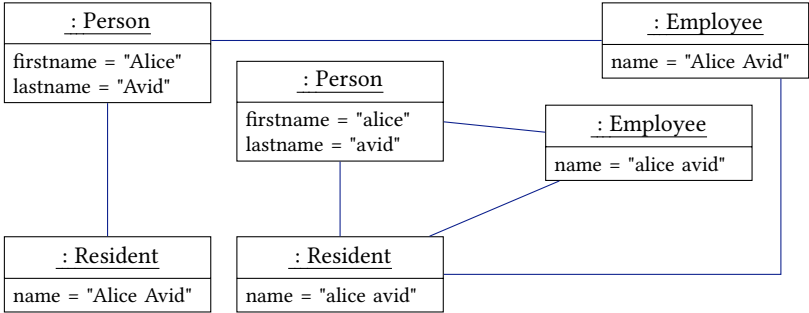 : Person
firstname = "Alice"
lastname = "Avid"
: Employee
name = "Alice Avid"
: Person
firstname = "alice"
lastname = "avid"
: Employee
name = "alice avid"
: Resident
name = "Alice Avid"
: Resident
name = "alice avid"